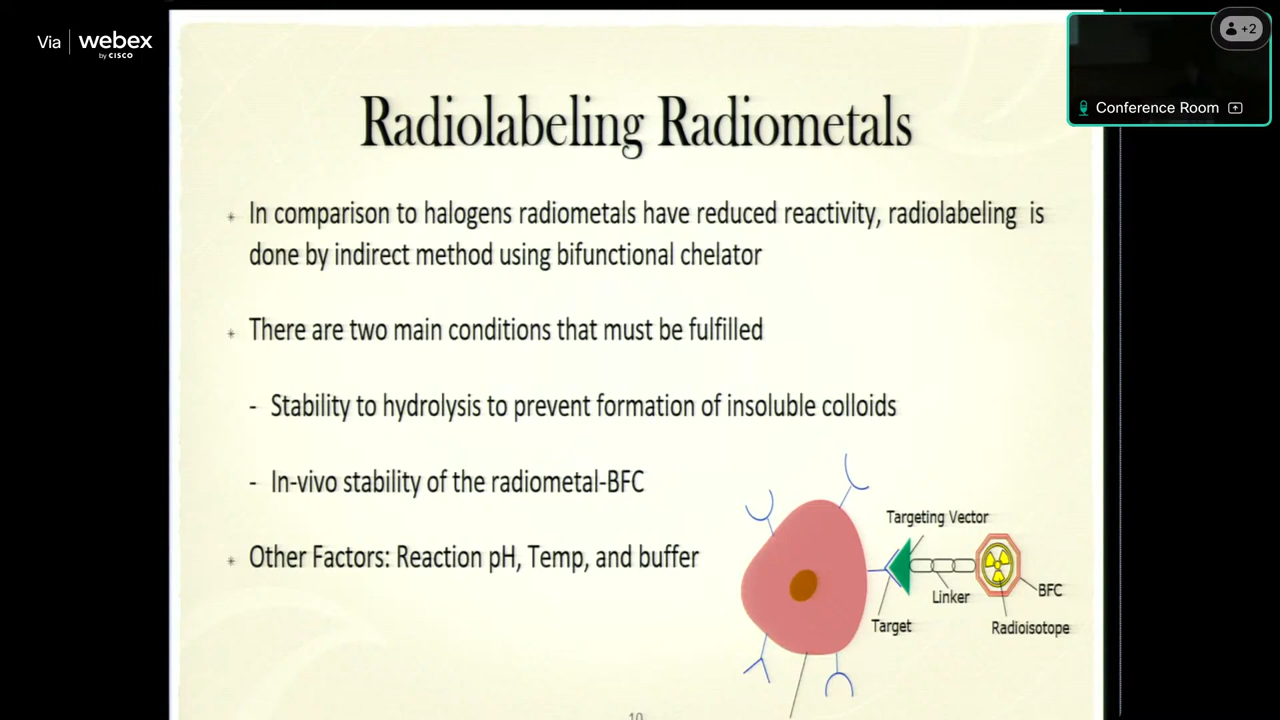 Via webex
by CISCO
+2
Conference Room
Radiolabeling Radiometals
In comparison to halogens radiometals have reduced reactivity, radiolabeling is
done by indirect method using bifunctional chelator
There are two main conditions that must be fulfilled
- Stability to hydrolysis to prevent formation of insoluble colloids
- In-vivo stability of the radiometal-BFC
Other Factors: Reaction pH, Temp, and buffer
Targeting Vector
BFC
Linker
Target
Radioisotope